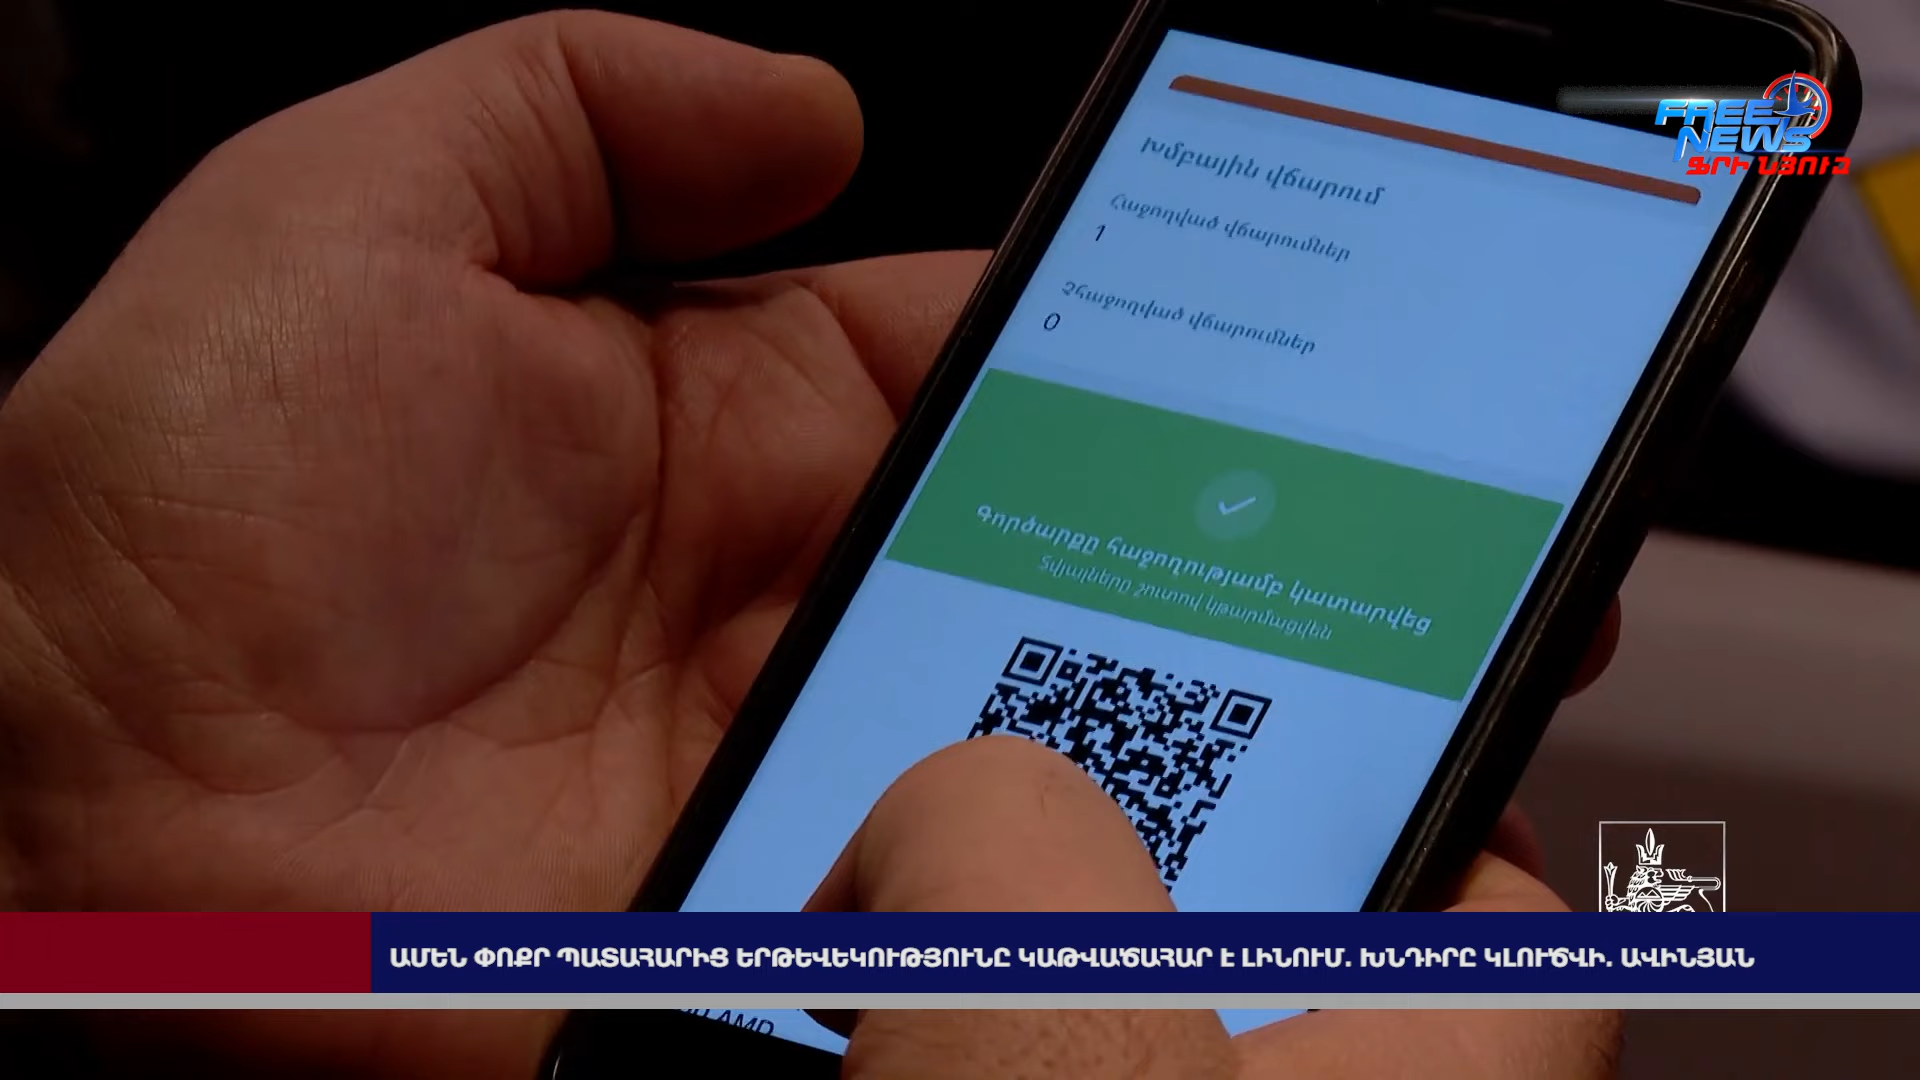 FREE
NEWS
ՖՐԻ ՆՅՈՒԶ
Խմբային վճարում
Հաջողված վճարումներ
1
Չհաջողված վճարումներ
0
Գործարքը հաջողությամբ կատարվեց
Տվյալները շուտով կթարմացվեն
ԱՄԵՆ ՓՈՔՐ ՊԱՏԱՀԱՐԻՑ ԵՐԹԵՎԵԿՈՒԹՅՈՒՆԸ ԿԱԹՎԱԾԱՀԱՐ Է ԼԻՆՈՒՄ. ԽՆԴԻՐԸ ԿԼՈՒԾՎԻ. ԱՎԻՆՅԱՆ
AMD